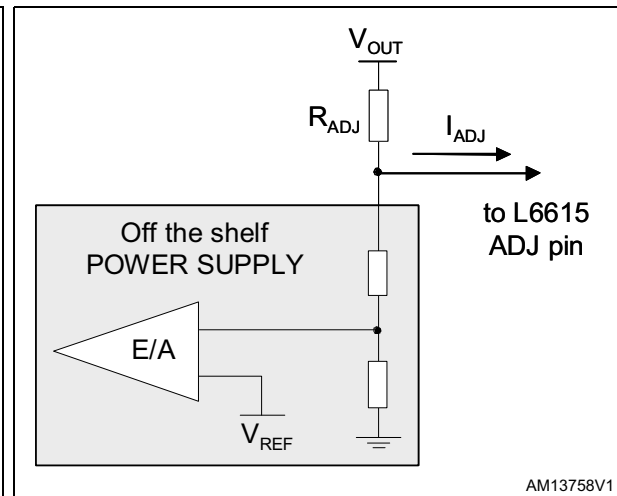 VOUT
RADJ
IADJ
to L6615
ADJ pin
Off the shelf
POWER SUPPLY
E/A
VREF
AM13758V1